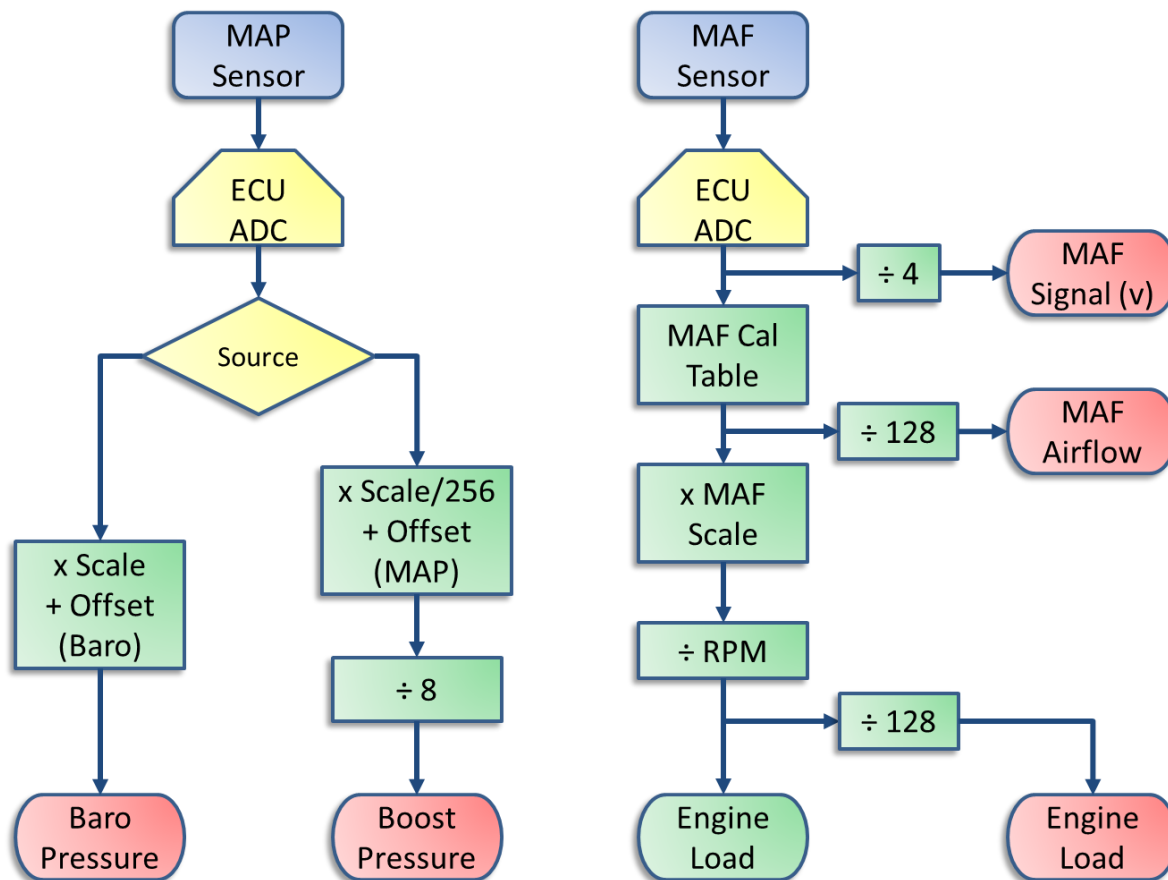 MAP
Sensor
ECU
ADC
Source
x Scale
+ Offset
(Baro)
Baro
Pressure
x Scale/256
+ Offset
(MAP)
÷ 8
Boost
Pressure
MAF
Sensor
ECU
ADC
÷ 4
MAF
Signal (v)
MAF Cal
Table
÷ 128
MAF
Airflow
x MAF
Scale
÷ RPM
÷ 128
Engine
Load
Engine
Load